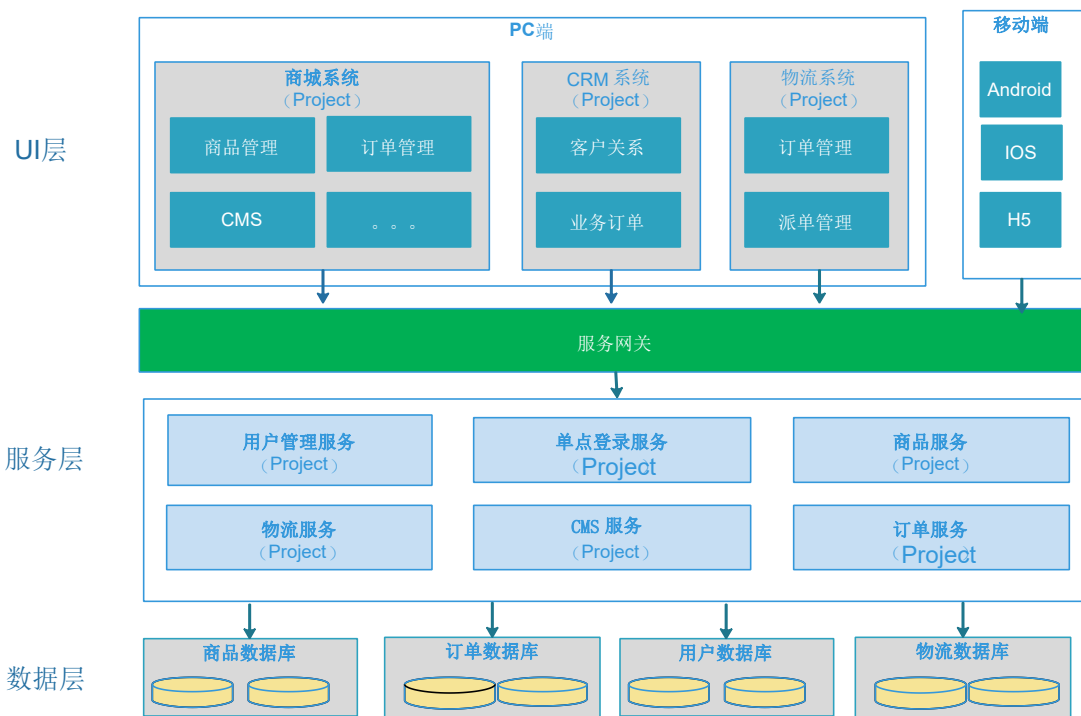 PC端
移动端
商城系统
（Project）
CRM 系统
（Project）
物流系统
（Project）
Android
UI层
商品管理
订单管理
客户关系
订单管理
IOS
CMS
。。。
业务订单
派单管理
H5
服务网关
服务层
用户管理服务
（Project）
单点登录服务
（Project
商品服务
（Project）
物流服务
（Project）
CMS 服务
（Project）
订单服务
（Project
数据层
商品数据库
订单数据库
用户数据库
物流数据库